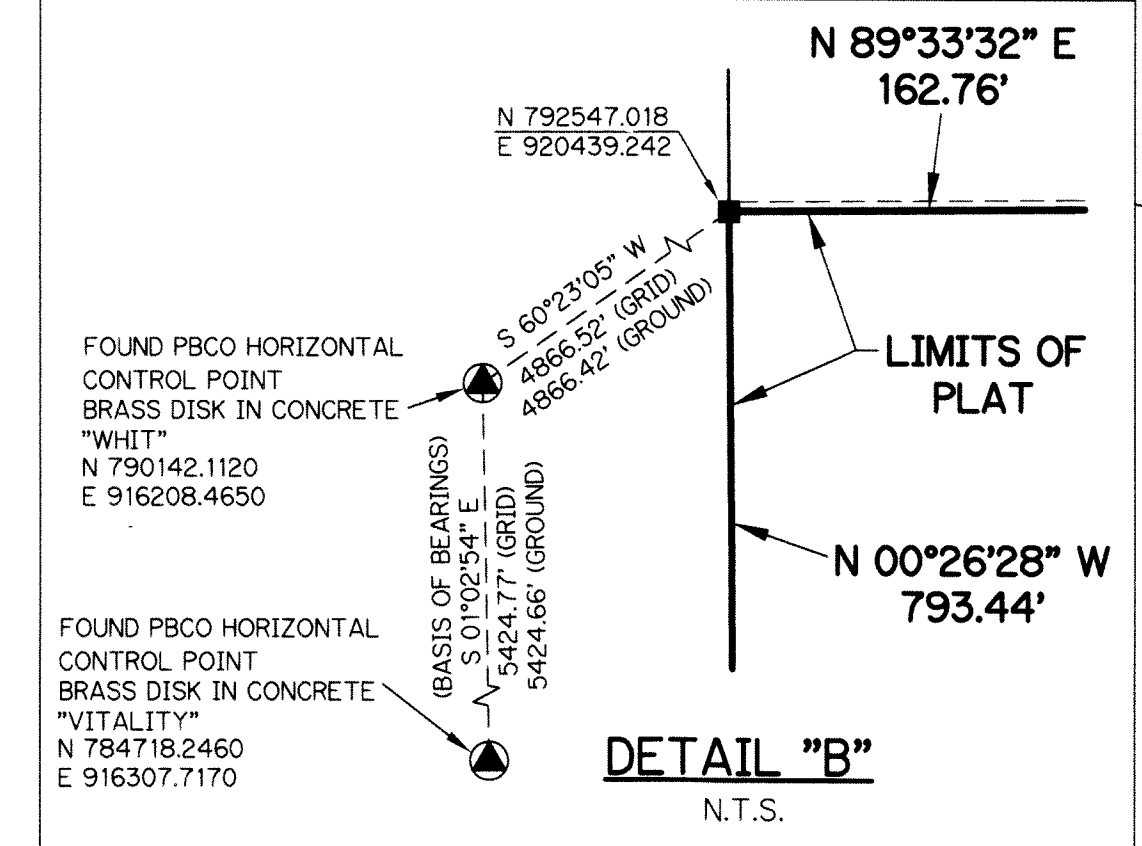 N 89°33'32" E
162.76'
N 792547.018
E 920439.242
S 60°23'05" W
4866.52' (GRID)
4866.42' (GROUND)
LIMITS OF
PLAT
FOUND PBCO HORIZONTAL
CONTROL POINT
BRASS DISK IN CONCRETE
"WHIT"
N 790142.1120
E 916208.4650
(BASIS OF BEARINGS)
S 01°02'54" E
5424.77' (GRID)
5424.66' (GROUND)
N 00°26'28" W
793.44'
FOUND PBCO HORIZONTAL
CONTROL POINT
BRASS DISK IN CONCRETE
"VITALITY"
N 784718.2460
E 916307.7170
DETAIL "B"
N.T.S.